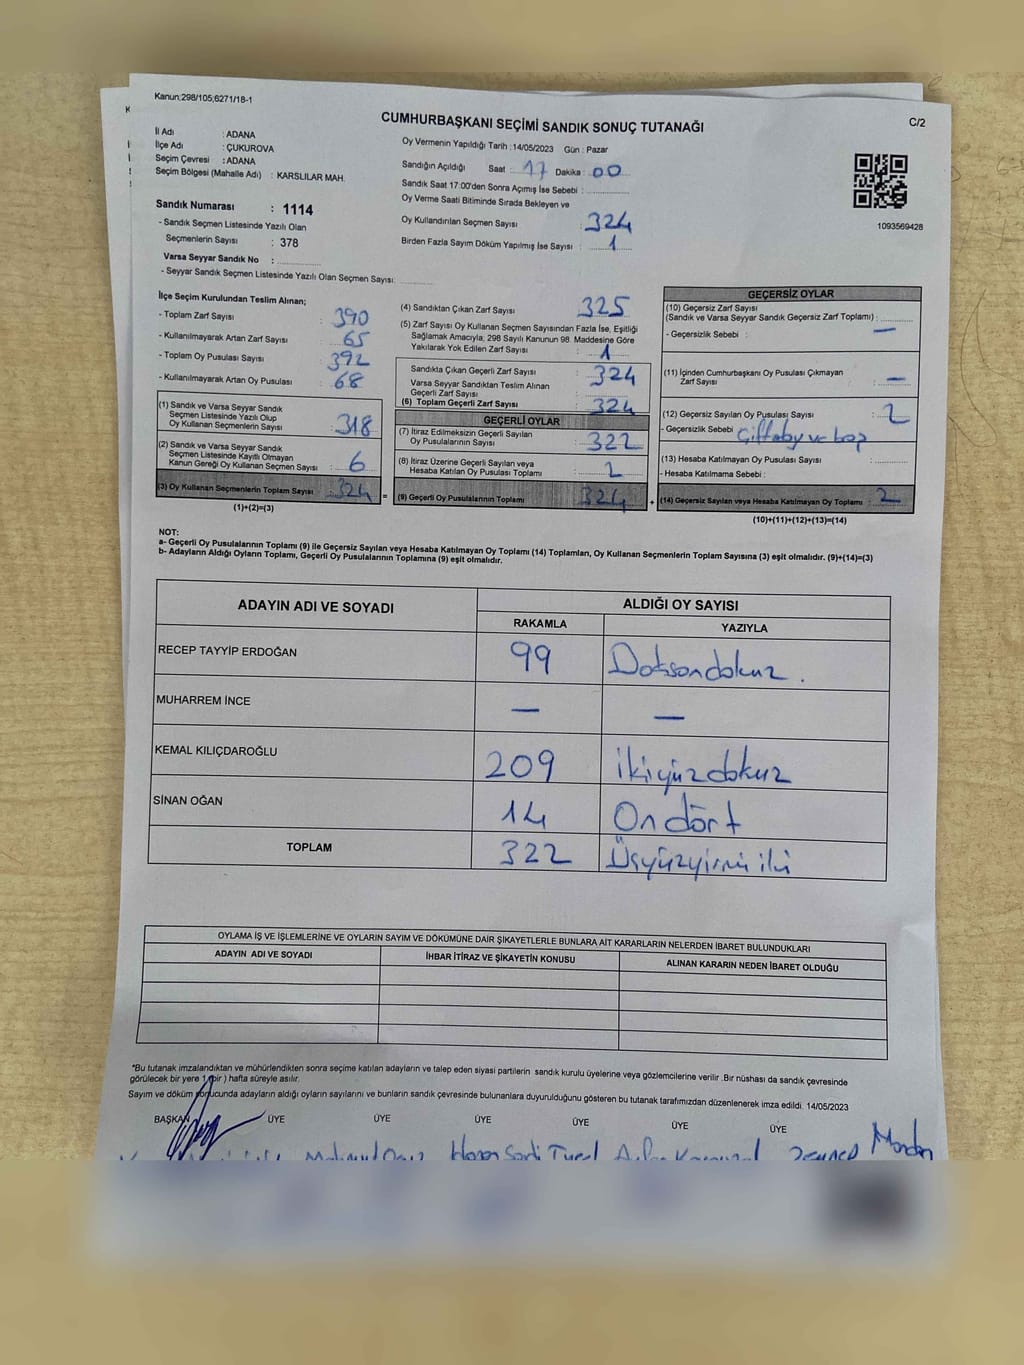 Kanun;298/105;6271/18-1
CUMHURBAŞKANI SEÇİMİ SANDIK SONUÇ TUTANAĞI
C/2
İl Adı : ADANA
İlçe Adı : ÇUKUROVA
Seçim Çevresi : ADANA
Seçim Bölgesi (Mahalle Adı) : KARSLILAR MAH.
Sandık Numarası : 1114
- Sandık Seçmen Listesinde Yazılı Olan
Seçmenlerin Sayısı : 378
Varsa Seyyar Sandık No :
- Seyyar Sandık Seçmen Listesinde Yazılı Olan Seçmen Sayısı:
Oy Vermenin Yapıldığı Tarih :14/05/2023 Gün : Pazar
Sandığın Açıldığı Saat : 17 Dakika : 00
Sandık Saat 17:00'den Sonra Açımış İse Sebebi :
Oy Verme Saati Bitiminde Sırada Bekleyen ve
Oy Kullandırılan Seçmen Sayısı : 324
Birden Fazla Sayım Döküm Yapılmış İse Sayısı : 1
1093569428
İlçe Seçim Kurulundan Teslim Alınan;
- Toplam Zarf Sayısı : 390
- Kullanılmayarak Artan Zarf Sayısı : 65
- Toplam Oy Pusulası Sayısı : 392
- Kullanılmayarak Artan Oy Pusulası : 68
(1) Sandık ve Varsa Seyyar Sandık
Seçmen Listesinde Yazılı Olup
Oy Kullanan Seçmenlerin Sayısı : 318
(2) Sandık ve Varsa Seyyar Sandık
Seçmen Listesinde Kayıtlı Olmayan
Kanun Gereği Oy Kullanan Seçmen Sayısı : 6
(3) Oy Kullanan Seçmenlerin Toplam Sayısı : 324
(1)+(2)=(3)
(4) Sandıktan Çıkan Zarf Sayısı : 325
(5) Zarf Sayısı Oy Kullanan Seçmen Sayısından Fazla İse, Eşitliği
Sağlamak Amacıyla; 298 Sayılı Kanunun 98. Maddesine Göre
Yakılarak Yok Edilen Zarf Sayısı : 1
Sandıkla Çıkan Geçerli Zarf Sayısı : 324
Varsa Seyyar Sandıktan Teslim Alınan
Geçerli Zarf Sayısı :
(6) Toplam Geçerli Zarf Sayısı : 324
GEÇERLİ OYLAR
(7) İtiraz Edilmeksizin Geçerli Sayılan
Oy Pusulalarının Sayısı : 322
(8) İtiraz Üzerine Geçerli Sayılan veya
Hesaba Katılan Oy Pusulası Toplamı : 2
(9) Geçerli Oy Pusulalarının Toplamı : 324
GEÇERSİZ OYLAR
(10) Geçersiz Zarf Sayısı
(Sandık ve Varsa Seyyar Sandık Geçersiz Zarf Toplamı) :
- Geçersizlik Sebebi : —
(11) İçinden Cumhurbaşkanı Oy Pusulası Çıkmayan
Zarf Sayısı : —
(12) Geçersiz Sayılan Oy Pusulası Sayısı : 2
- Geçersizlik Sebebi : ve boş
(13) Hesaba Katılmayan Oy Pusulası Sayısı :
- Hesaba Katılmama Sebebi :
(14) Geçersiz Sayılan veya Hesaba Katılmayan Oy Toplamı : 2
(10)+(11)+(12)+(13)=(14)
NOT:
a- Geçerli Oy Pusulalarının Toplamı (9) ile Geçersiz Sayılan veya Hesaba Katılmayan Oy Toplamı (14) Toplamları, Oy Kullanan Seçmenlerin Toplam Sayısına (3) eşit olmalıdır. (9)+(14)=(3)
b- Adayların Aldığı Oyların Toplamı, Geçerli Oy Pusulalarının Toplamına (9) eşit olmalıdır.
ADAYIN ADI VE SOYADI
ALDIĞI OY SAYISI
RAKAMLA YAZIYLA
RECEP TAYYİP ERDOĞAN 99 Doksandokuz.
MUHARREM İNCE — —
KEMAL KILIÇDAROĞLU 209 İkiyüzdokuz
SİNAN OĞAN 14 On dört
TOPLAM 322 Üçyüzyirmi iki
OYLAMA İŞ VE İŞLEMLERİNE VE OYLARIN SAYIM VE DÖKÜMÜNE DAİR ŞİKAYETLERLE BUNLARA AİT KARARLARIN NELERDEN İBARET BULUNDUKLARI
ADAYIN ADI VE SOYADI İHBAR İTİRAZ VE ŞİKAYETİN KONUSU ALINAN KARARIN NEDEN İBARET OLDUĞU
*Bu tutanak imzalandıktan ve mühürlendikten sonra seçime katılan adayların ve talep eden siyasi partilerin sandık kurulu üyelerine veya gözlemcilerine verilir .Bir nüshası da sandık çevresinde
görülecek bir yere 1(bir ) hafta süreyle asılır.
Sayım ve döküm sonucunda adayların aldığı oyların sayılarını ve bunların sandık çevresinde bulunanlara duyurulduğunu gösteren bu tutanak tarafımızdan düzenlenerek imza edildi. 14/05/2023
BAŞKAN ÜYE ÜYE ÜYE ÜYE ÜYE ÜYE